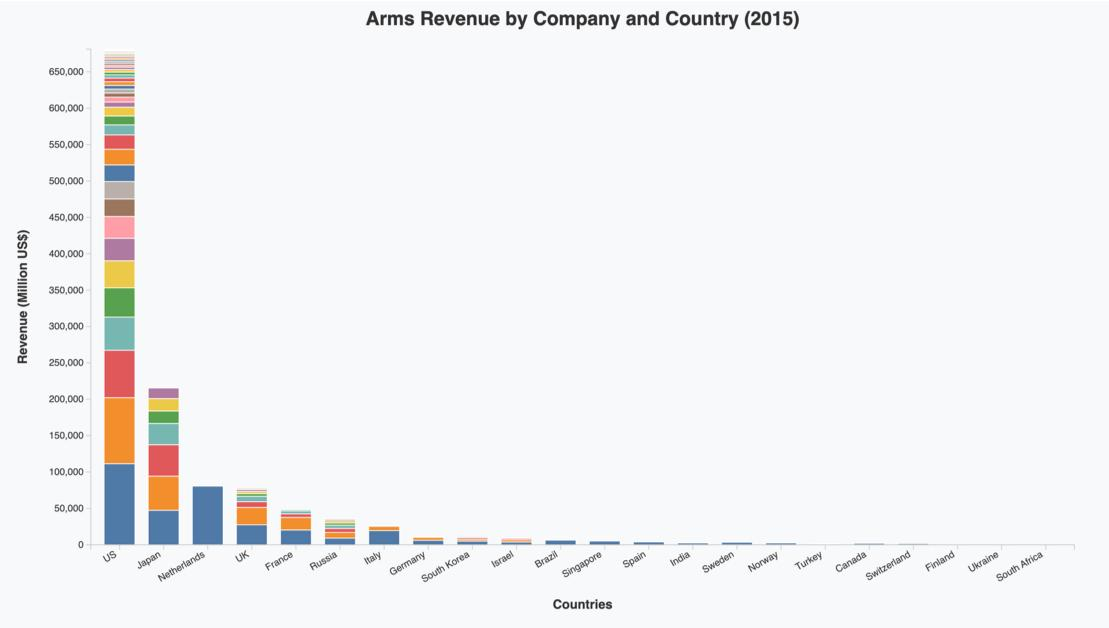 Arms Revenue by Company and Country (2015)
650,000
600,000
550,000
500,000
450,000
400,000
350,000
300,000
250,000
200,000
150,000
100,000
50,000
0
Revenue (Million US$)
US
Japan
Netherlands
UK
France
Russia
Italy
Germany
South Korea
Israel
Brazil
Singapore
Spain
India
Sweden
Norway
Turkey
Canada
Switzerland
Finland
Ukraine
South Africa
Countries